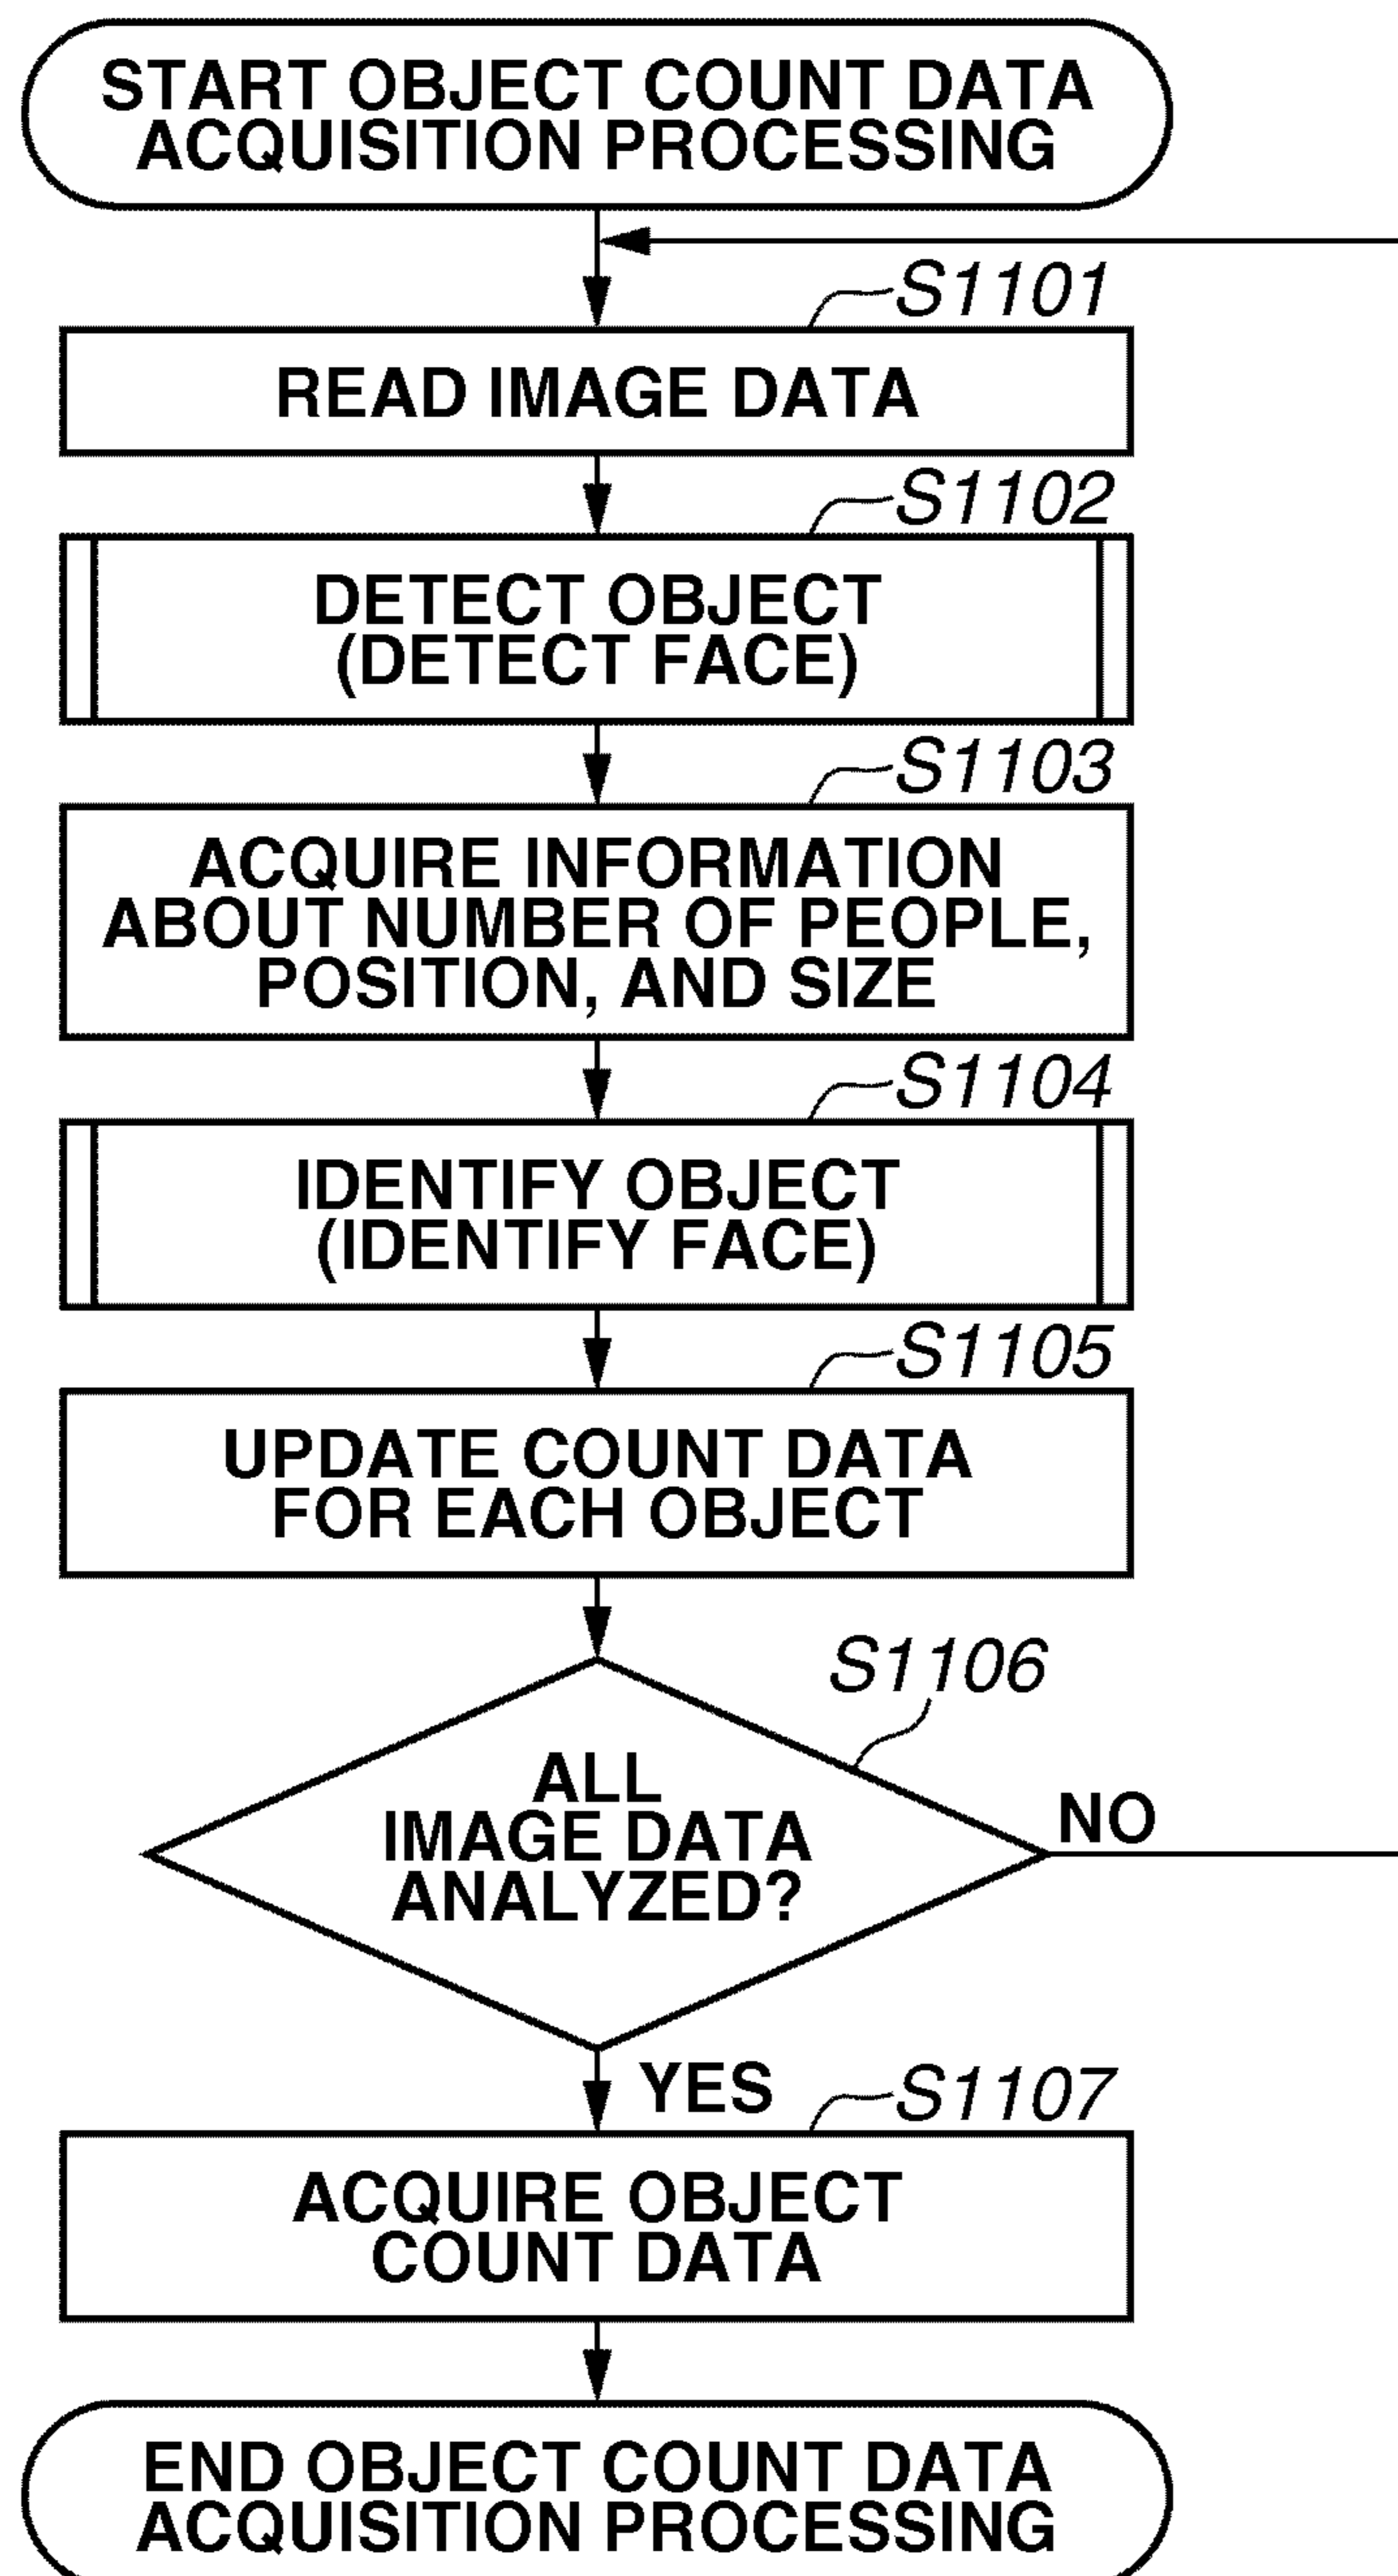 START OBJECT COUNT DATA
ACQUISITION PROCESSING
S1101
READ IMAGE DATA
S1102
DETECT OBJECT
(DETECT FACE)
S1103
ACQUIRE INFORMATION
ABOUT NUMBER OF PEOPLE,
POSITION, AND SIZE
S1104
IDENTIFY OBJECT
(IDENTIFY FACE)
S1105
UPDATE COUNT DATA
FOR EACH OBJECT
S1106
ALL
IMAGE DATA
ANALYZED?
NO
YES
S1107
ACQUIRE OBJECT
COUNT DATA
END OBJECT COUNT DATA
ACQUISITION PROCESSING